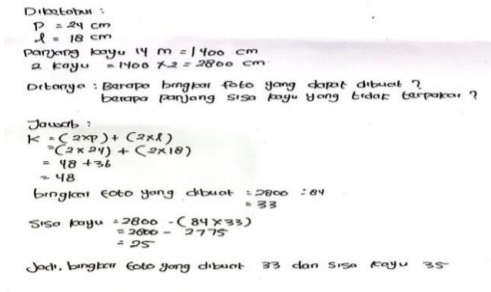 Diketahui :
P = 24 cm
l = 18 cm
Panjang kayu 14 m = 1400 cm
2 kayu = 1400 x 2 = 2800 cm
Ditanya : Berapa bingkai foto yang dapat dibuat ?
berapa panjang sisa kayu yang tidak terpakai ?
Jawab :
K = (2xp) + (2xl)
= (2 x 24) + (2x18)
= 48 + 36
= 48
bingkai foto yang dibuat = 2800 : 84
= 33
Sisa kayu = 2800 - (84 x 33)
= 2800 - 2775
= 25
Jadi, bingkai foto yang dibuat 33 dan sisa kayu 35